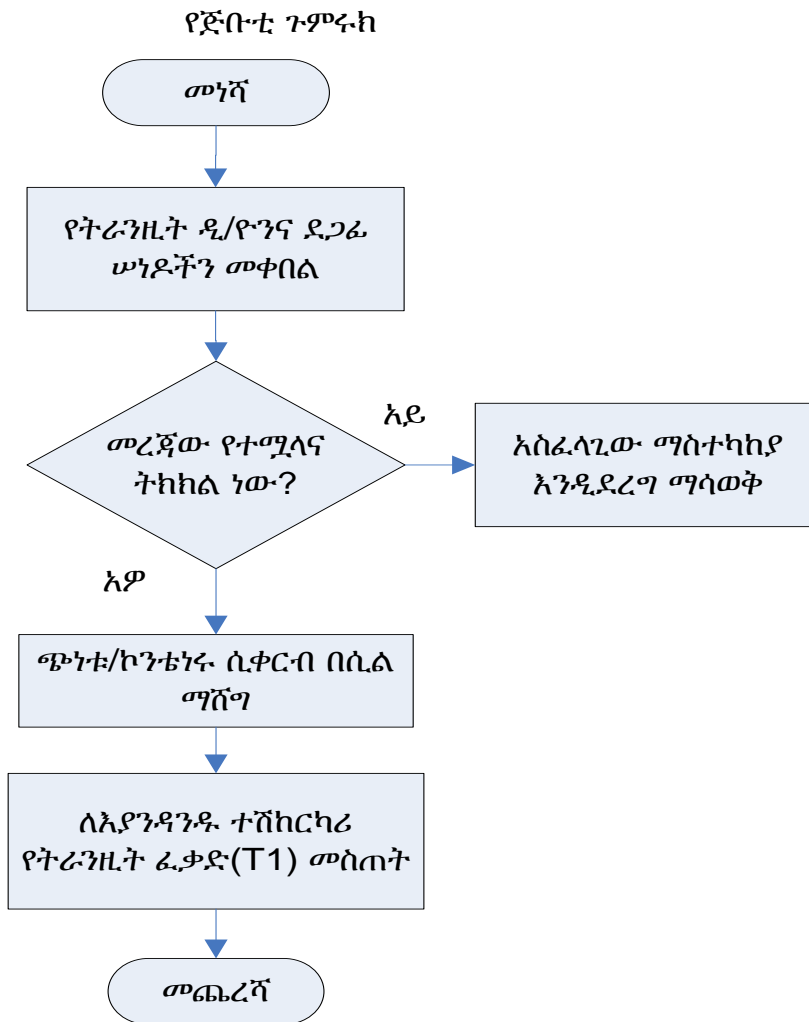 የጅቡቲ ጉምሩክ
መነሻ
የትራንዚት ዲ/ዮንና ደጋፊ
ሠነዶችን መቀበል
መረጃው የተሟላና
ትክክል ነው?
አይ
አስፈላጊው ማስተካከያ
እንዲደረግ ማሳወቅ
አዎ
ጭነቱ/ኮንቴነሩ ሲቀርብ በሲል
ማሸግ
ለእያንዳንዱ ተሽከርካሪ
የትራንዚት ፈቃድ(T1) መስጠት
መጨረሻ